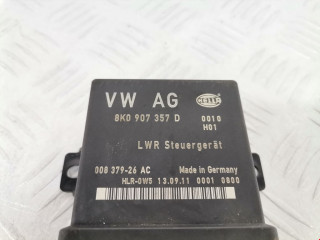 VW AG
HELLA
8K0 907 357 D 0010
H01
LWR Steuergerät
008 379-26 AC Made in Germany
HLR-0W5 13.09.11 0001 0800